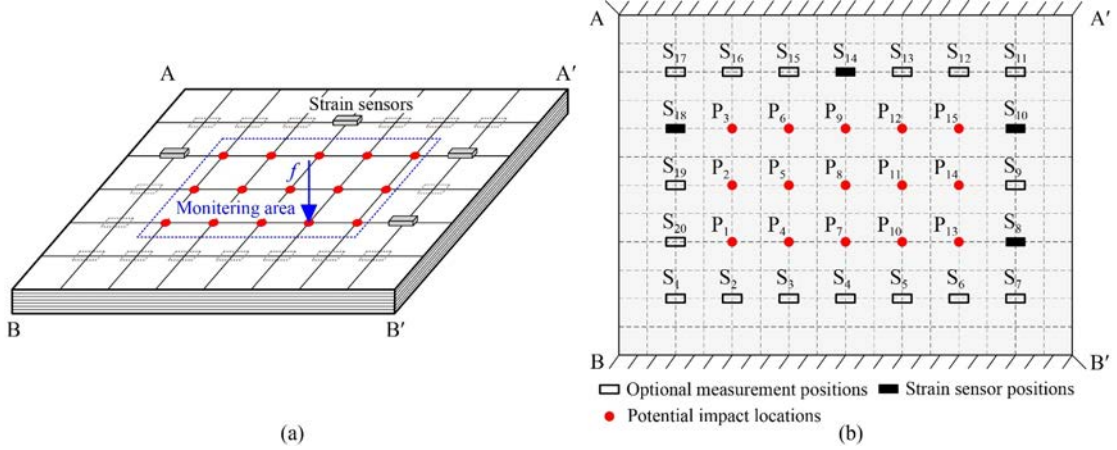 (a)
A
A′
Strain sensors
f
Monitering area
B
B′
(b)
A
A′
S17 S16 S15 S14 S13 S12 S11
S18 P3 P6 P9 P12 P15 S10
S19 P2 P5 P8 P11 P14 S9
S20 P1 P4 P7 P10 P13 S8
S1 S2 S3 S4 S5 S6 S7
B
B′
Optional measurement positions
Strain sensor positions
Potential impact locations
(a)
(b)